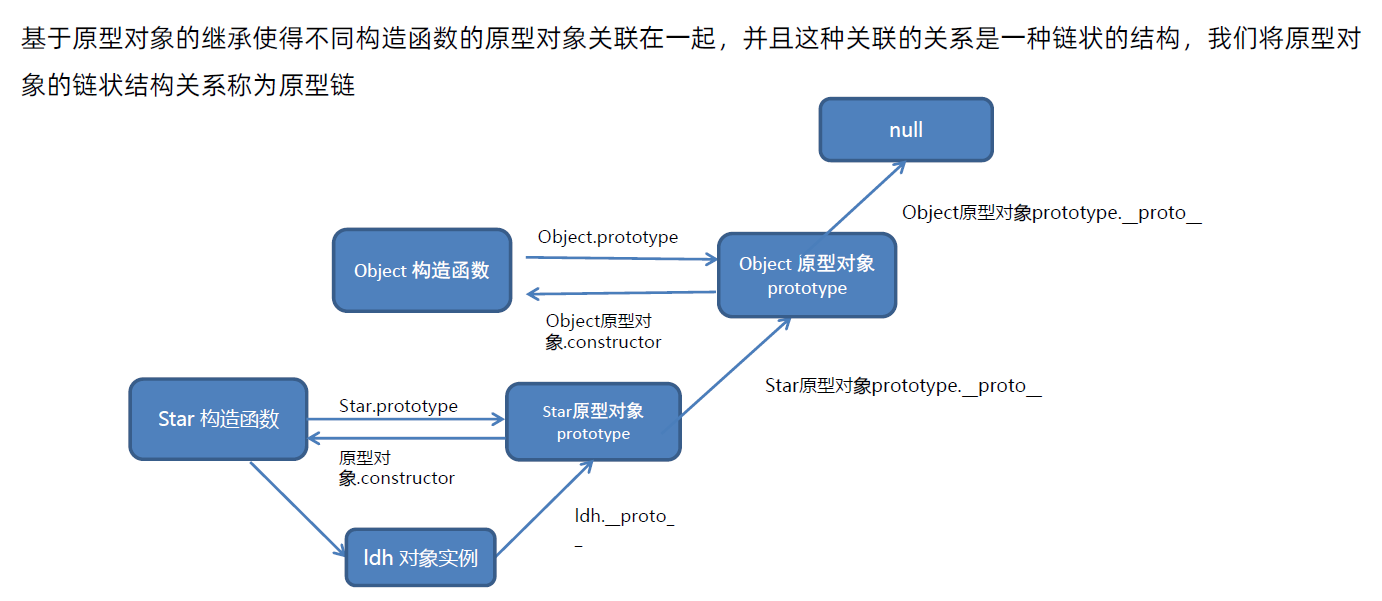 基于原型对象的继承使得不同构造函数的原型对象关联在一起，并且这种关联的关系是一种链状的结构，我们将原型对
象的链状结构关系称为原型链
null
Object原型对象prototype.__proto__
Object.prototype
Object 构造函数
Object 原型对象
prototype
Object原型对
象.constructor
Star原型对象prototype.__proto__
Star 构造函数
Star.prototype
Star原型对象
prototype
原型对
象.constructor
ldh.__proto_
_
ldh 对象实例